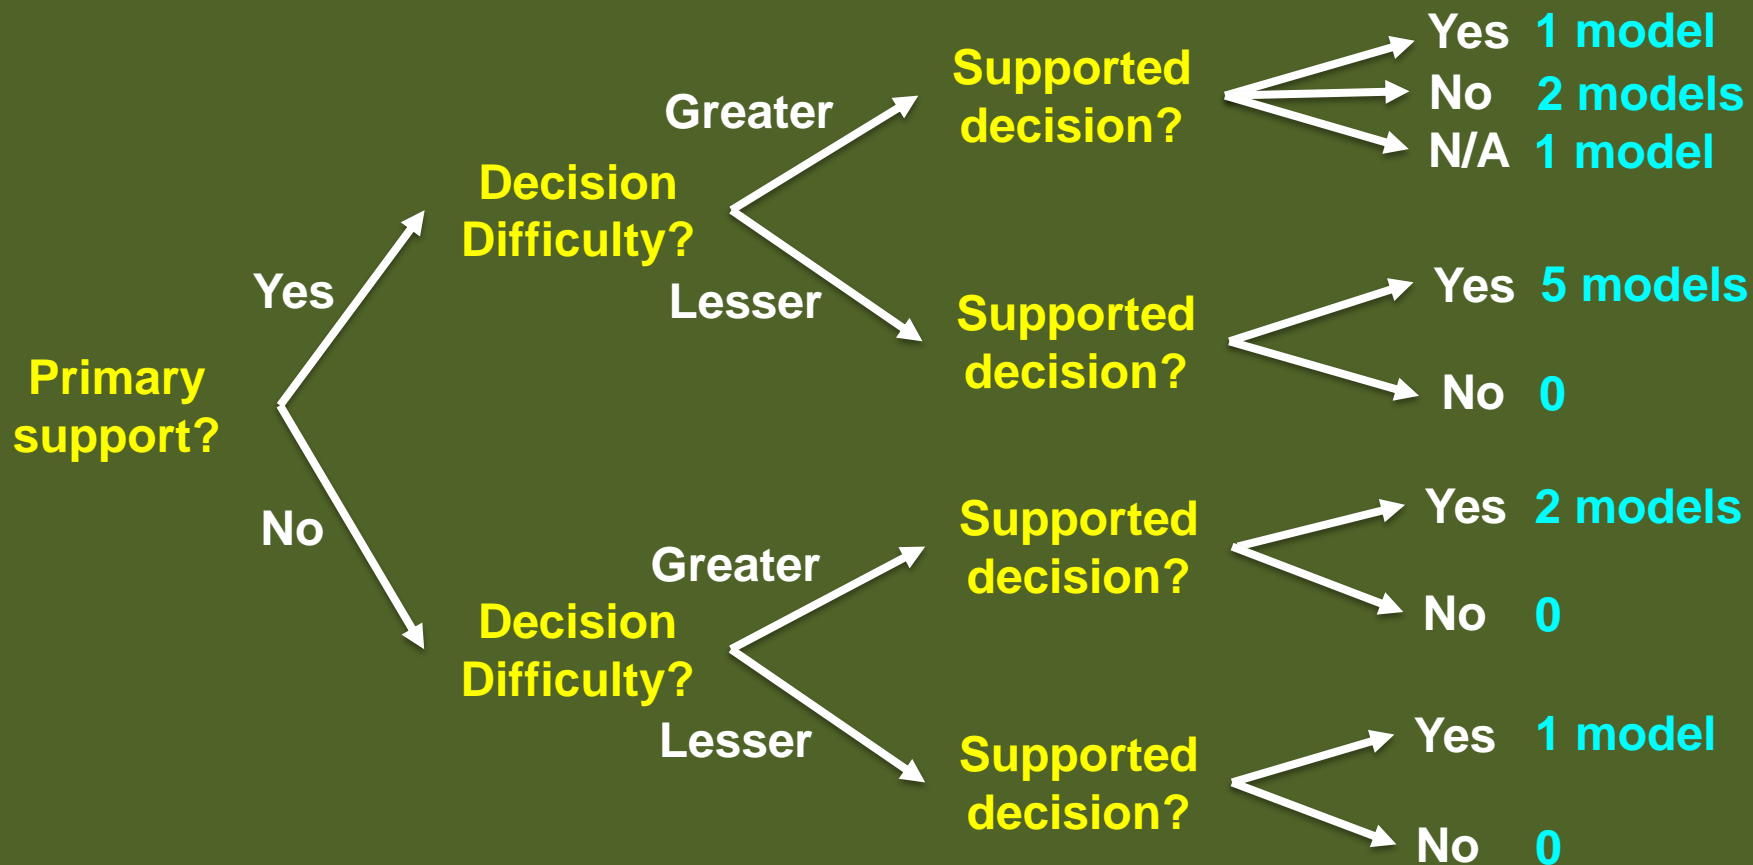 Primary
support?
Yes
No
Decision
Difficulty?
Greater
Lesser
Supported
decision?
Yes 1 model
No 2 models
N/A 1 model
Supported
decision?
Yes 5 models
No 0
Decision
Difficulty?
Greater
Lesser
Supported
decision?
Yes 2 models
No 0
Supported
decision?
Yes 1 model
No 0